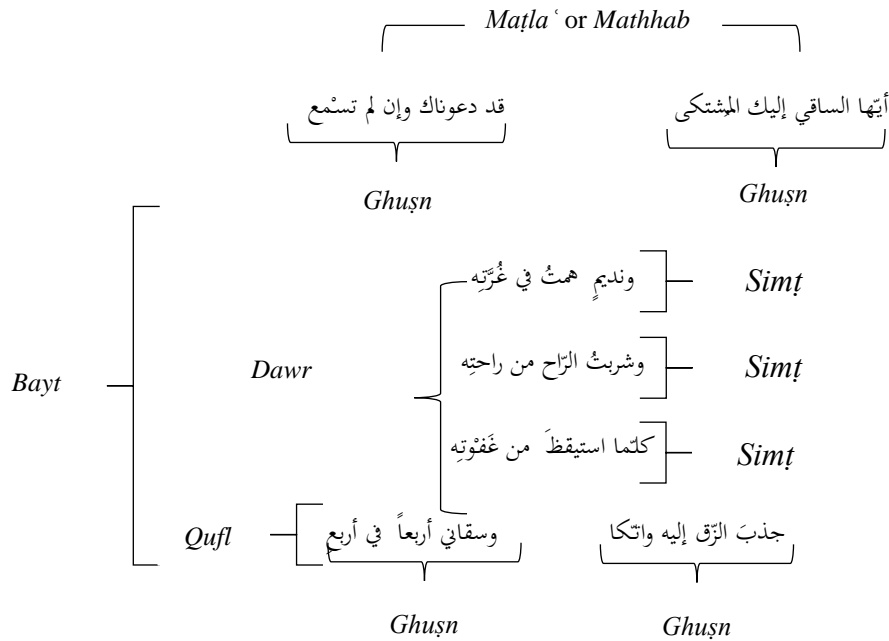 Maṭlaʿ or Mathhab
أيّها الساقي إليك المُشتكى قد دعوناك وإن لم تسْمع
Ghuṣn Ghuṣn
ونديمٍ همتُ في غُرَّتِه Simṭ
Bayt Dawr وشربتُ الرّاح من راحتِه Simṭ
كلّما استيقظَ من غَفْوتِه Simṭ
Qufl جذبَ الزّق إليه واتّكا وسقاني أربعاً في أربعِ
Ghuṣn Ghuṣn